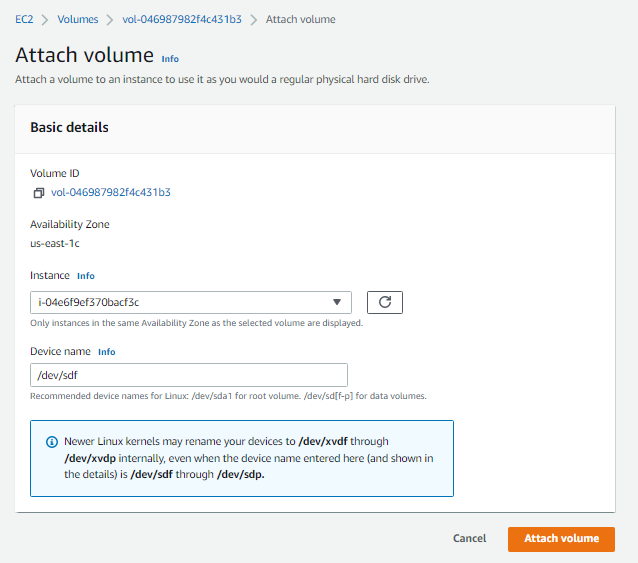 EC2 > Volumes > vol-046987982f4c431b3 > Attach volume
Attach volume Info
Attach a volume to an instance to use it as you would a regular physical hard disk drive.
Basic details
Volume ID
vol-046987982f4c431b3
Availability Zone
us-east-1c
Instance Info
i-04e6f9ef370bacf3c
Only instances in the same Availability Zone as the selected volume are displayed.
Device name Info
/dev/sdf
Recommended device names for Linux: /dev/sda1 for root volume. /dev/sd[f-p] for data volumes.
Newer Linux kernels may rename your devices to /dev/xvdf through
/dev/xvdp internally, even when the device name entered here (and shown in
the details) is /dev/sdf through /dev/sdp.
Cancel Attach volume